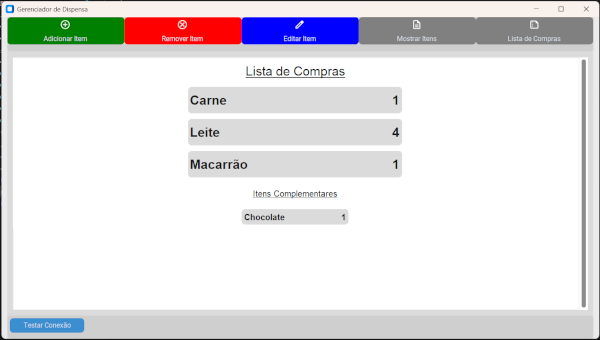 Gerenciador de Dispensa
Adicionar Item
Remover Item
Editar Item
Mostrar Itens
Lista de Compras
Lista de Compras
Carne 1
Leite 4
Macarrão 1
Itens Complementares
Chocolate 1
Testar Conexão